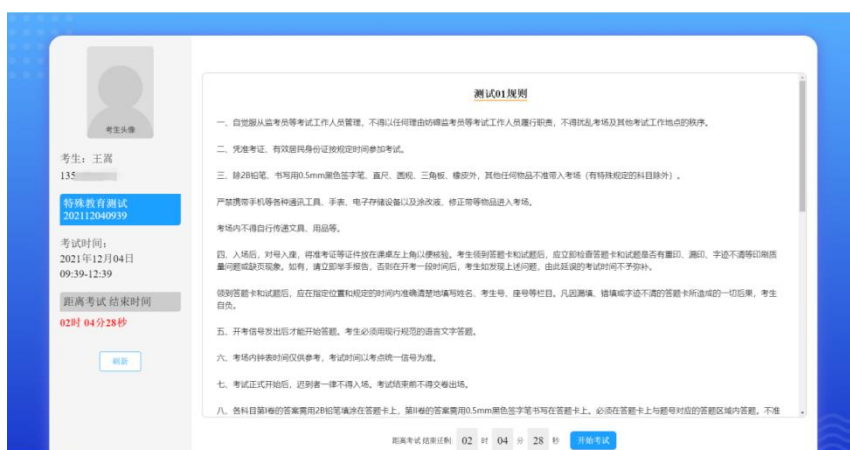 考生头像
考生：王嵩
135
特殊教育测试
202112040939
考试时间：
2021年12月04日
09:39-12:39
距离考试 结束时间
02时 04分28秒
刷新
测试01规则
一、自觉服从监考员等考试工作人员管理，不得以任何理由妨碍监考员等考试工作人员履行职责，不得扰乱考场及其他考试工作地点的秩序。
二、凭准考证、有效居民身份证按规定时间参加考试。
三、除2B铅笔、书写用0.5mm黑色签字笔、直尺、圆规、三角板、橡皮外，其他任何物品不准带入考场（有特殊规定的科目除外）。
严禁携带手机等各种通讯工具、手表、电子存储设备以及涂改液、修正带等物品进入考场。
考场内不得自行传递文具、用品等。
四、入场后，对号入座，将准考证等证件放在课桌左上角以便核验。考生领到答题卡和试题后，应立即检查答题卡和试题是否有重印、漏印、字迹不清等印刷质
量问题或缺页现象。如有，请立即举手报告，否则在开考一段时间后，考生如发现上述问题，由此延误的考试时间不予弥补。
领到答题卡和试题后，应在指定位置和规定的时间内准确清楚地填写姓名、考生号、座号等栏目。凡因漏填、错填或字迹不清的答题卡所造成的一切后果，考生
自负。
五、开考信号发出后才能开始答题。考生必须用现行规范的语言文字答题。
六、考场内钟表时间仅供参考，考试时间以考点统一信号为准。
七、考试正式开始后，迟到者一律不得入场。考试结束前不得交卷出场。
八、各科目第I卷的答案需用2B铅笔填涂在答题卡上，第II卷的答案需用0.5mm黑色签字笔书写在答题卡上。必须在答题卡上与题号对应的答题区域内答题。不准
距离考试 结束还剩 02 时 04 分 28 秒 开始考试